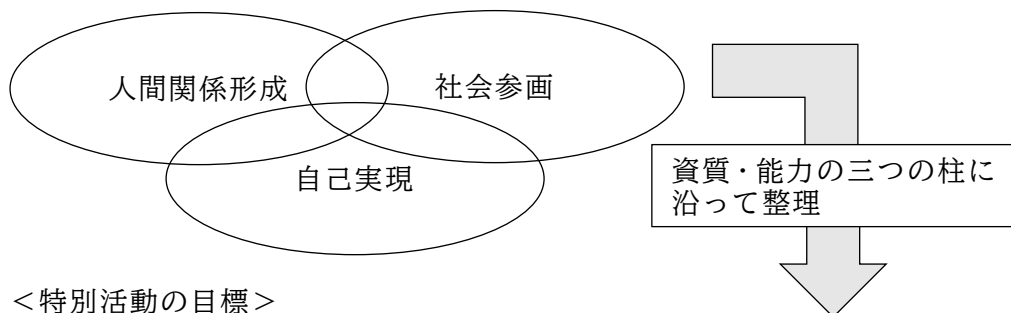 人間関係形成
社会参画
自己実現
資質・能力の三つの柱に
沿って整理
＜特別活動の目標＞